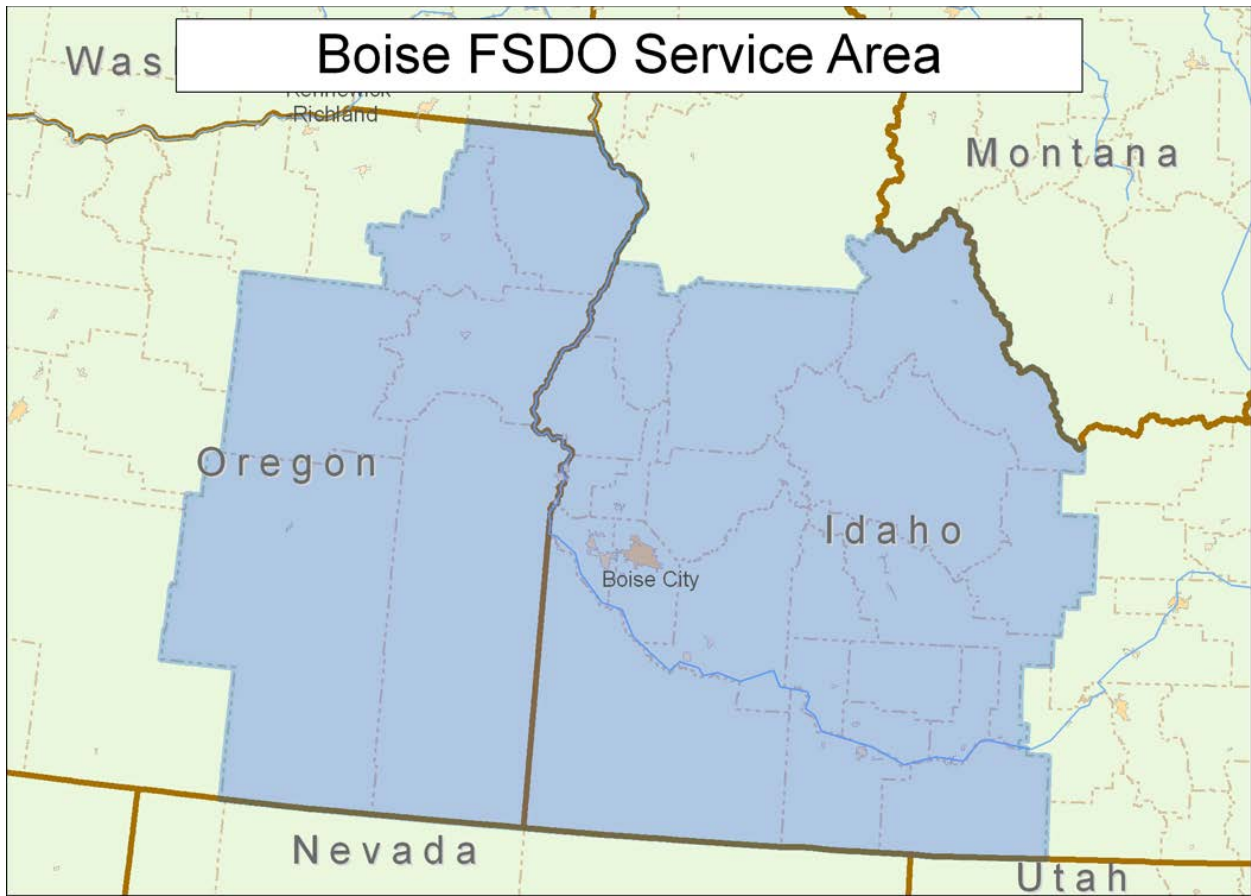 Boise FSDO Service Area
Was
Richland
Montana
Oregon
Idaho
Boise City
Nevada
Utah